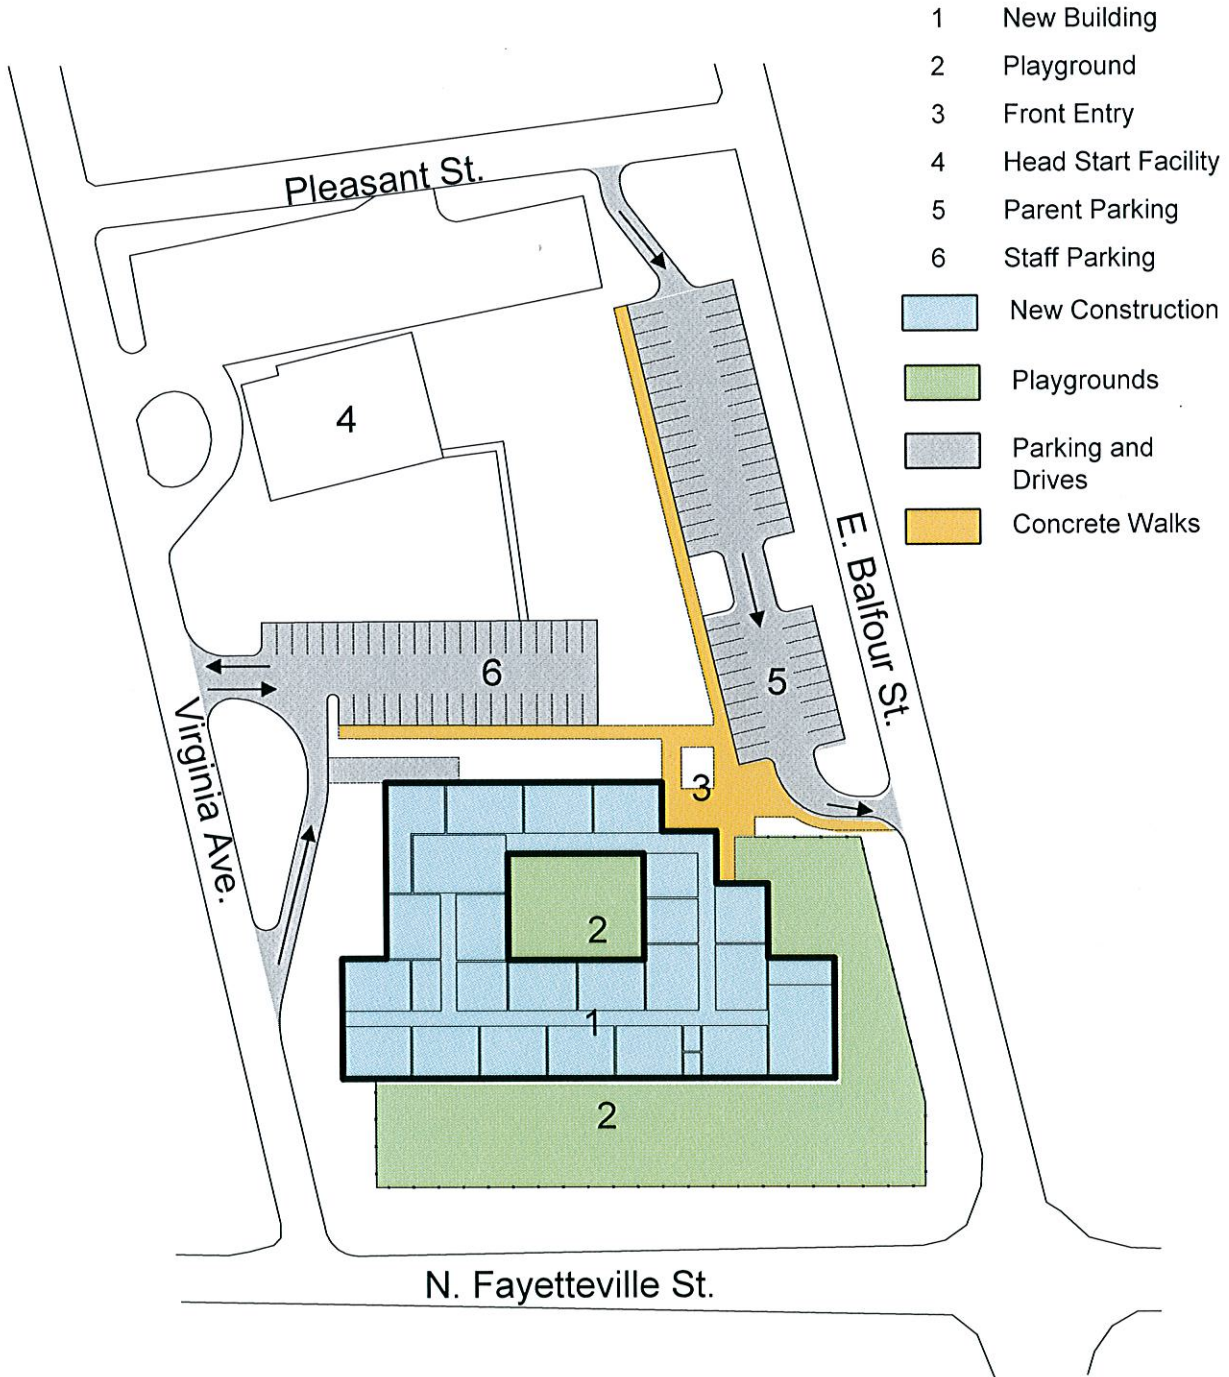 1 New Building
2 Playground
3 Front Entry
4 Head Start Facility
5 Parent Parking
6 Staff Parking
New Construction
Playgrounds
Parking and
Drives
Concrete Walks
Pleasant St.
4
E. Balfour St.
6
5
Virginia Ave.
3
2
1
2
N. Fayetteville St.